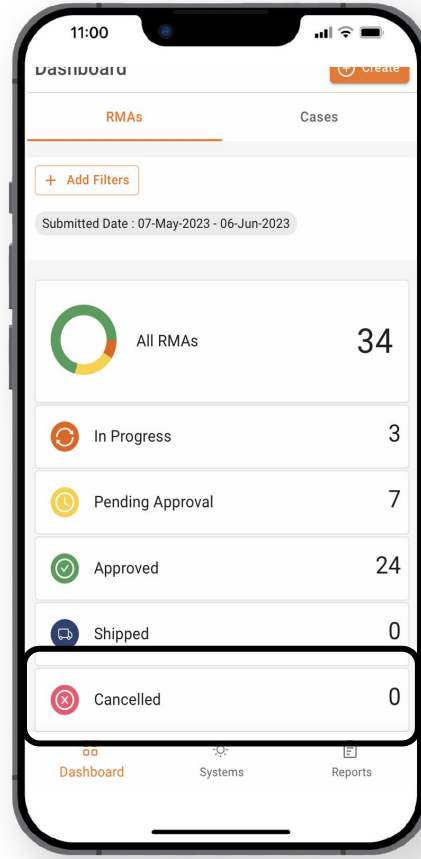 11:00
Dashboard
Create
RMAs
Cases
+ Add Filters
Submitted Date : 07-May-2023 - 06-Jun-2023
All RMAs 34
In Progress 3
Pending Approval 7
Approved 24
Shipped 0
Cancelled 0
Dashboard Systems Reports